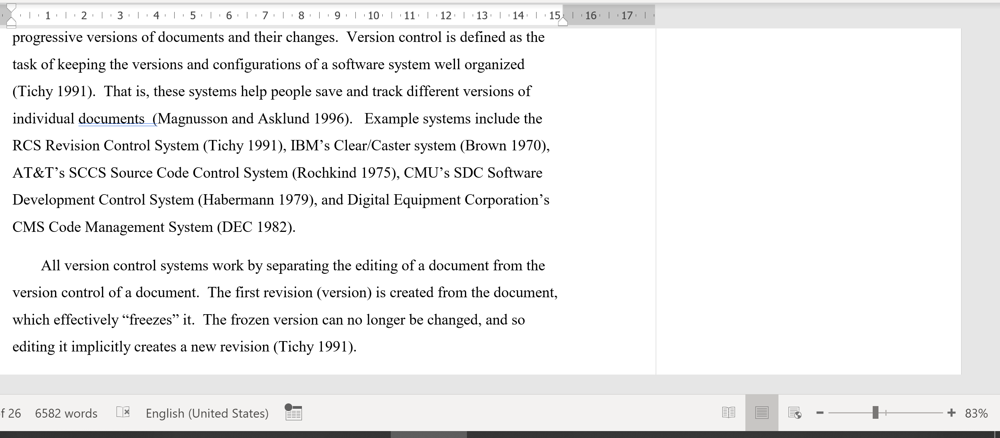 1 2 3 4 5 6 7 8 9 10 11 12 13 14 15 16 17
progressive versions of documents and their changes.  Version control is defined as the
task of keeping the versions and configurations of a software system well organized
(Tichy 1991).  That is, these systems help people save and track different versions of
individual documents  (Magnusson and Asklund 1996).   Example systems include the
RCS Revision Control System (Tichy 1991), IBM’s Clear/Caster system (Brown 1970),
AT&T’s SCCS Source Code Control System (Rochkind 1975), CMU’s SDC Software
Development Control System (Habermann 1979), and Digital Equipment Corporation’s
CMS Code Management System (DEC 1982).
All version control systems work by separating the editing of a document from the
version control of a document.  The first revision (version) is created from the document,
which effectively “freezes” it.  The frozen version can no longer be changed, and so
editing it implicitly creates a new revision (Tichy 1991).
f 26 6582 words English (United States) 83%